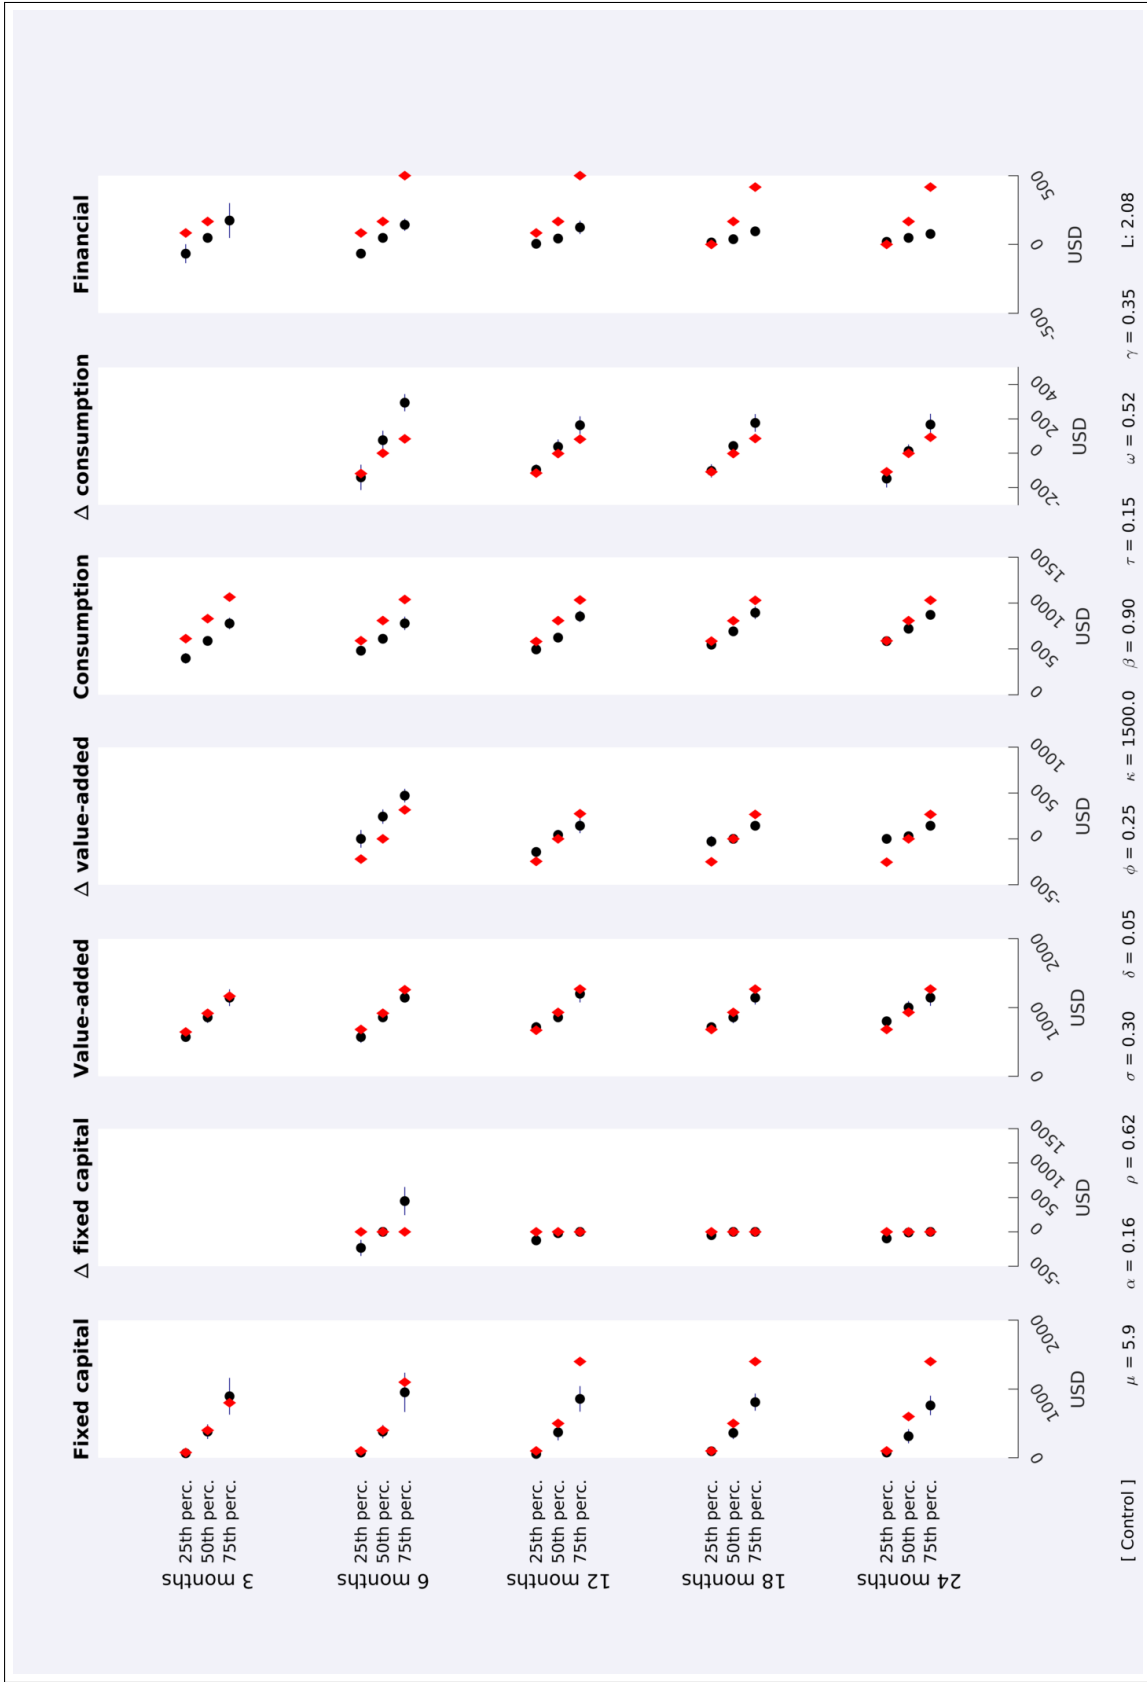 Fixed capital
Δ fixed capital
Value-added
Δ value-added
Consumption
Δ consumption
Financial
3 months
25th perc.
50th perc.
75th perc.
6 months
25th perc.
50th perc.
75th perc.
12 months
25th perc.
50th perc.
75th perc.
18 months
25th perc.
50th perc.
75th perc.
24 months
25th perc.
50th perc.
75th perc.
0 1000 2000
USD
-500 0 500 1000 1500
USD
0 1000 2000
USD
-500 0 500 1000
USD
0 500 1000 1500
USD
-200 0 200 400
USD
-500 0 500
USD
[ Control ] μ = 5.9 α = 0.16 ρ = 0.62 σ = 0.30 δ = 0.05 ϕ = 0.25 κ = 1500.0 β = 0.90 τ = 0.15 ω = 0.52 γ = 0.35 L: 2.08